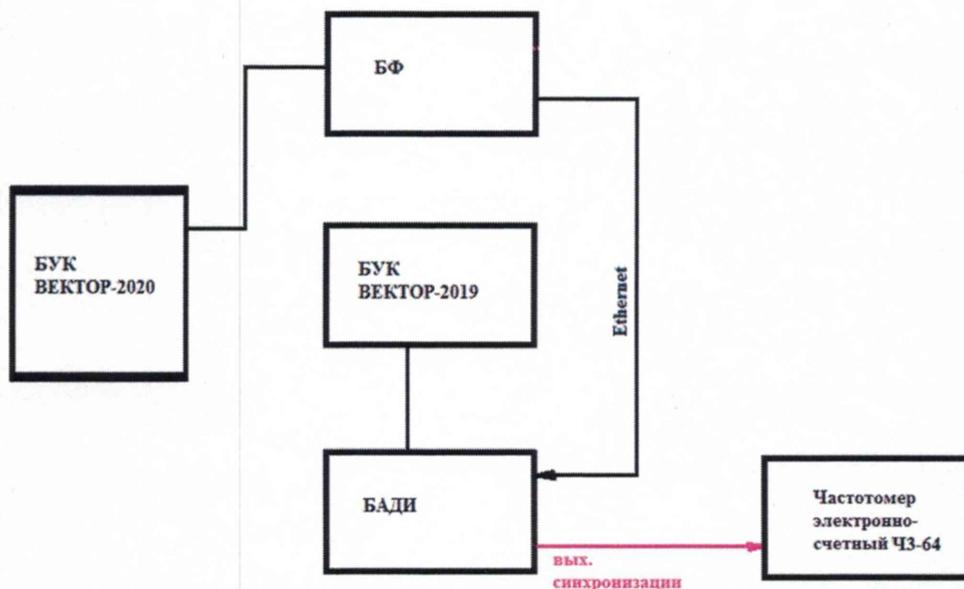 БФ
БУК
ВЕКТОР-2020
БУК
ВЕКТОР-2019
Ethernet
БАДИ
Частотомер
электронно-
счетный ЧЗ-64
вых.
синхронизации